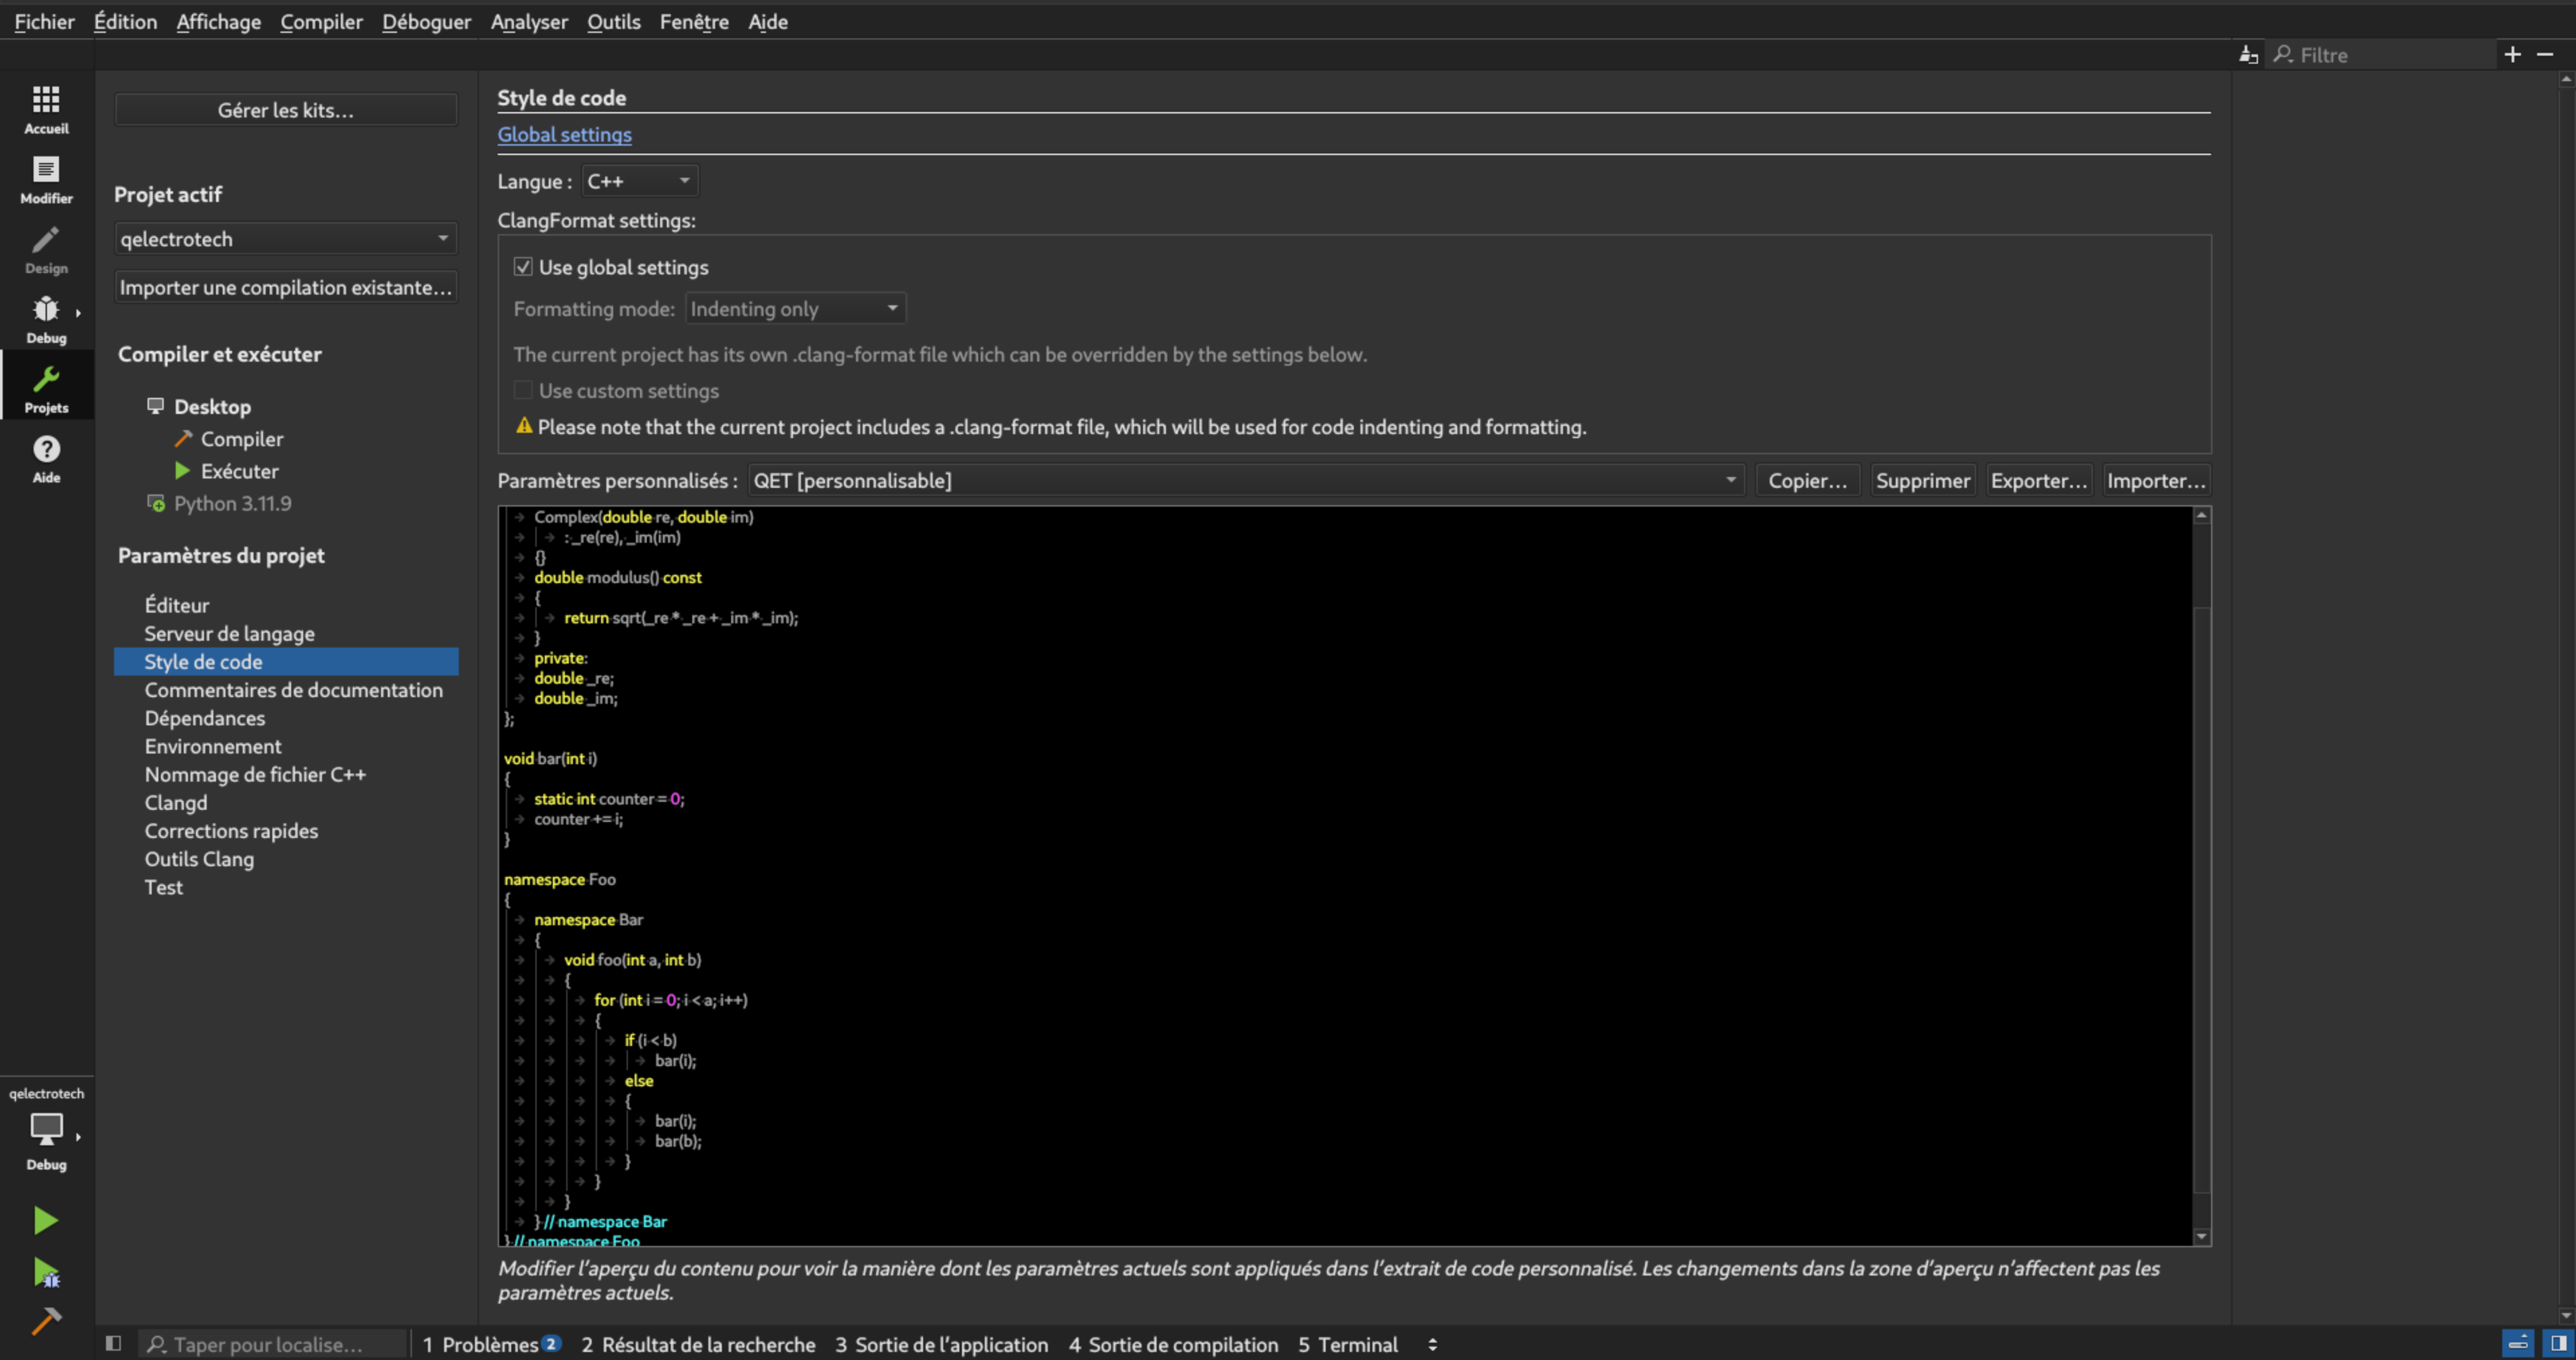 Fichier Édition Affichage Compiler Déboguer Analyser Outils Fenêtre Aide
Filtre
Accueil
Modifier
Design
Debug
Projets
Aide
Gérer les kits...
Projet actif
qelectrotech
Importer une compilation existante...
Compiler et exécuter
Desktop
Compiler
Exécuter
Python 3.11.9
Paramètres du projet
Éditeur
Serveur de langage
Style de code
Commentaires de documentation
Dépendances
Environnement
Nommage de fichier C++
Clangd
Corrections rapides
Outils Clang
Test
Style de code
Global settings
Langue : C++
ClangFormat settings:
Use global settings
Formatting mode: Indenting only
The current project has its own .clang-format file which can be overridden by the settings below.
Use custom settings
Please note that the current project includes a .clang-format file, which will be used for code indenting and formatting.
Paramètres personnalisés : QET [personnalisable] Copier... Supprimer Exporter... Importer...
Complex(double re, double im)
: _re(re), _im(im)
{}
double modulus() const
{
return sqrt(_re * _re + _im * _im);
}
private:
double _re;
double _im;
};
void bar(int i)
{
static int counter = 0;
counter += i;
}
namespace Foo
{
namespace Bar
{
void foo(int a, int b)
{
for (int i = 0; i < a; i++)
{
if (i < b)
bar(i);
else
{
bar(i);
bar(b);
}
}
}
} // namespace Bar
} // namespace Foo
Modifier l'aperçu du contenu pour voir la manière dont les paramètres actuels sont appliqués dans l'extrait de code personnalisé. Les changements dans la zone d'aperçu n'affectent pas les
paramètres actuels.
qelectrotech
Debug
Taper pour localise... 1 Problèmes 2 2 Résultat de la recherche 3 Sortie de l'application 4 Sortie de compilation 5 Terminal